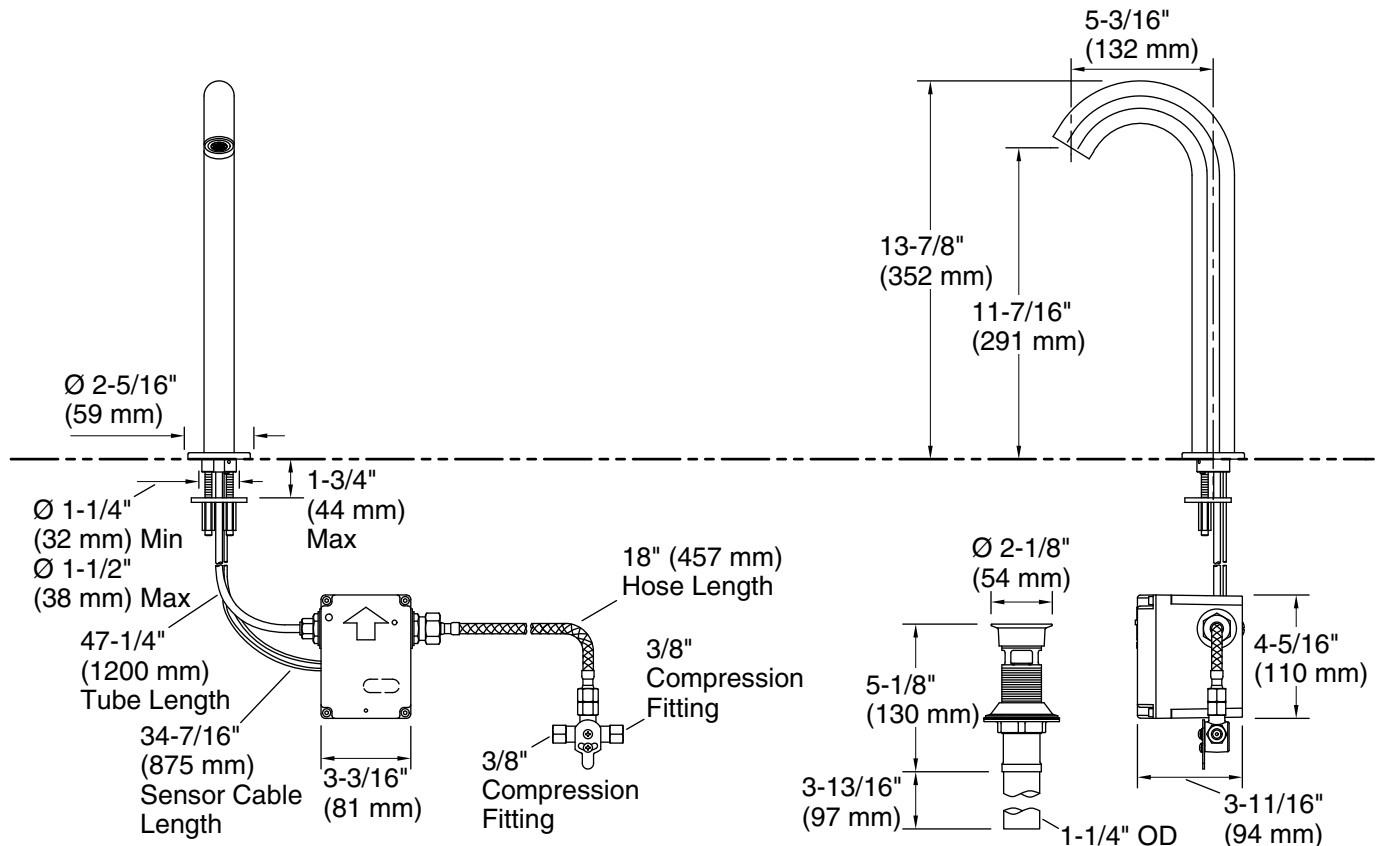 5-3/16"
(132 mm)
13-7/8"
(352 mm)
11-7/16"
(291 mm)
Ø 2-5/16"
(59 mm)
1-3/4"
(44 mm)
Max
Ø 1-1/4"
(32 mm) Min
Ø 1-1/2"
(38 mm) Max
47-1/4"
(1200 mm)
Tube Length
34-7/16"
(875 mm)
Sensor Cable
Length
3-3/16"
(81 mm)
18" (457 mm)
Hose Length
3/8"
Compression
Fitting
3/8"
Compression
Fitting
Ø 2-1/8"
(54 mm)
5-1/8"
(130 mm)
3-13/16"
(97 mm)
1-1/4" OD
4-5/16"
(110 mm)
3-11/16"
(94 mm)